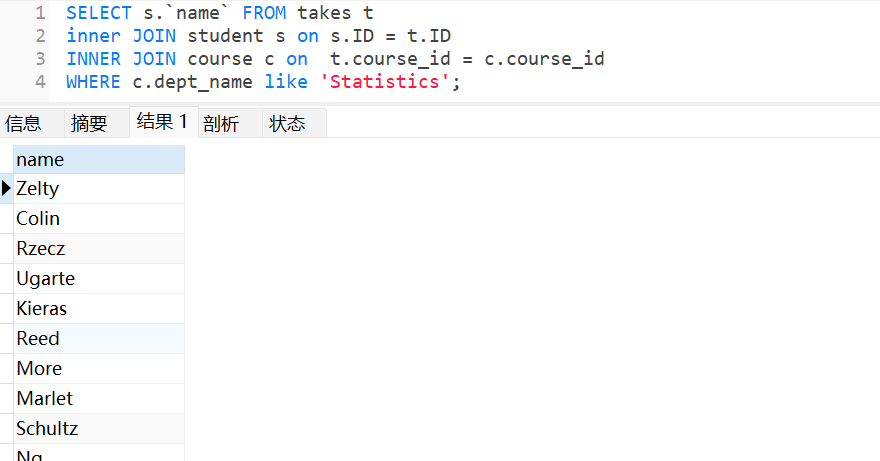 1 SELECT s.`name` FROM takes t
2 inner JOIN student s on s.ID = t.ID
3 INNER JOIN course c on  t.course_id = c.course_id
4 WHERE c.dept_name like 'Statistics';
信息 摘要 结果 1 剖析 状态
name
Zelty
Colin
Rzecz
Ugarte
Kieras
Reed
More
Marlet
Schultz
Ng